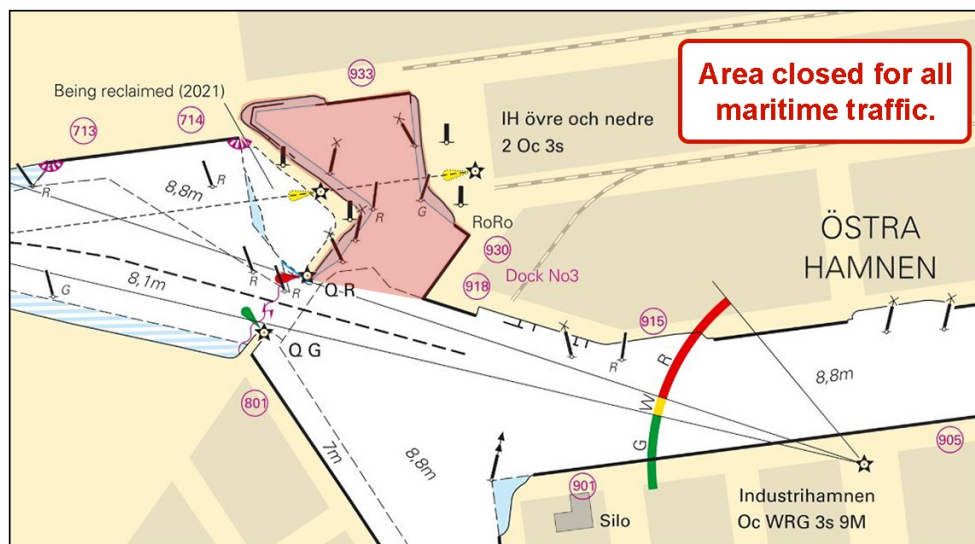 933
Area closed for all
maritime traffic.
Being reclaimed (2021)
714
713
IH övre och nedre
2 Oc 3s
8,8m
R
R
R
G
RoRo
ÖSTRA
HAMNEN
930
Dock No3
918
R
R
Q R
8,1m
G
915
Q G
R
R
W
G
8,8m
801
7m
8,8m
905
901
Silo
Industrihamnen
Oc WRG 3s 9M